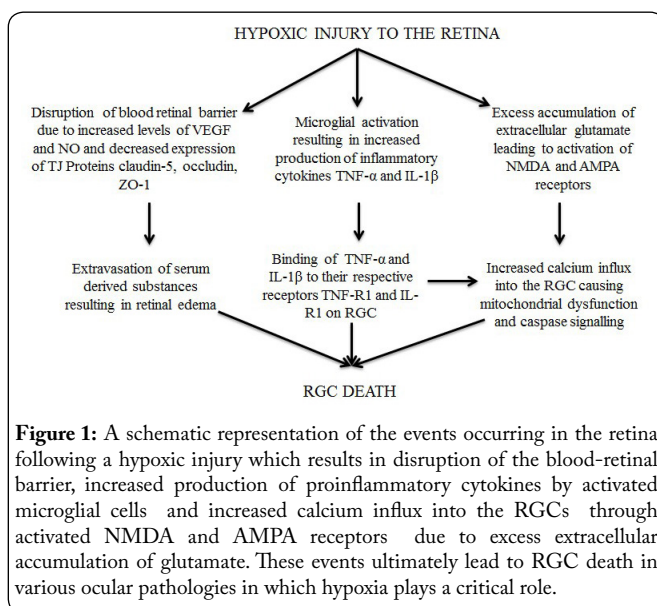 HYPOXIC INJURY TO THE RETINA
Disruption of blood retinal barrier
due to increased levels of VEGF
and NO and decreased expression
of TJ Proteins claudin-5, occludin,
ZO-1
Microglial activation
resulting in increased
production of inflammatory
cytokines TNF-α and IL-1β
Excess accumulation of
extracellular glutamate
leading to activation of
NMDA and AMPA
receptors
Extravasation of serum
derived substances
resulting in retinal edema
Binding of TNF-α and
IL-1β to their respective
receptors TNF-R1 and IL-
R1 on RGC
Increased calcium influx
into the RGC causing
mitochondrial dysfunction
and caspase signalling
RGC DEATH
Figure 1: A schematic representation of the events occurring in the retina
following a hypoxic injury which results in disruption of the blood-retinal
barrier, increased production of proinflammatory cytokines by activated
microglial cells and increased calcium influx into the RGCs through
activated NMDA and AMPA receptors due to excess extracellular
accumulation of glutamate. These events ultimately lead to RGC death in
various ocular pathologies in which hypoxia plays a critical role.